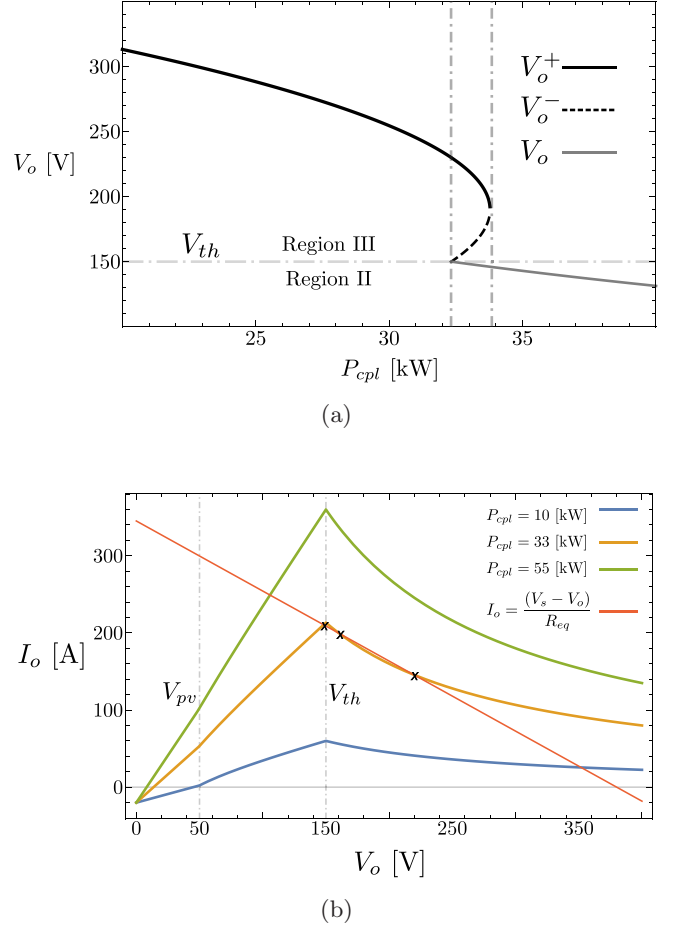 300
250
200
150
V_o [V]
V_o^+
V_o^-
V_o
V_th
Region III
Region II
25
30
35
P_cpl [kW]
(a)
300
200
100
0
I_o [A]
P_cpl = 10 [kW]
P_cpl = 33 [kW]
P_cpl = 55 [kW]
I_o = (V_s − V_o) / R_eq
x
x
x
V_pv
V_th
0
50
150
250
350
V_o [V]
(b)